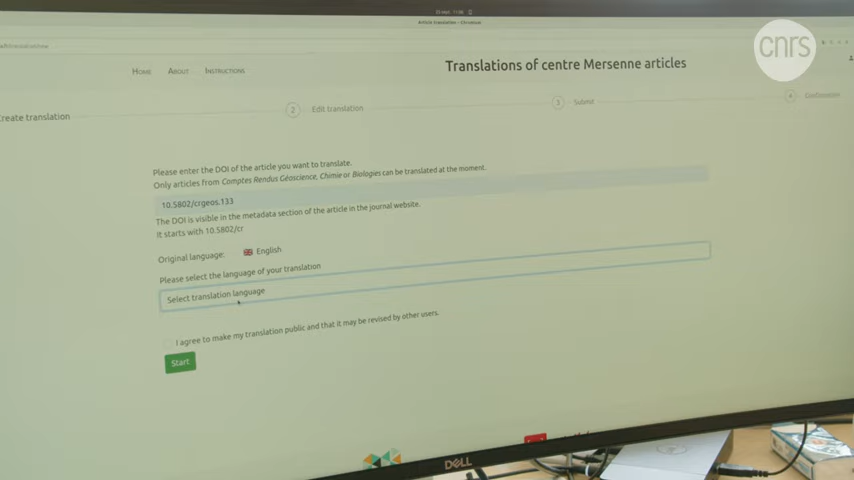 Article translation - Chromium
cnrs
Home About Instructions
Translations of centre Mersenne articles
Create translation
2 Edit translation
3 Submit
4 Confirmation
Please enter the DOI of the article you want to translate.
Only articles from Comptes Rendus Géoscience, Chimie or Biologies can be translated at the moment.
10.5802/crgeos.133
The DOI is visible in the metadata section of the article in the journal website.
It starts with 10.5802/cr
Original language: English
Please select the language of your translation
Select translation language
I agree to make my translation public and that it may be revised by other users.
Start
DELL